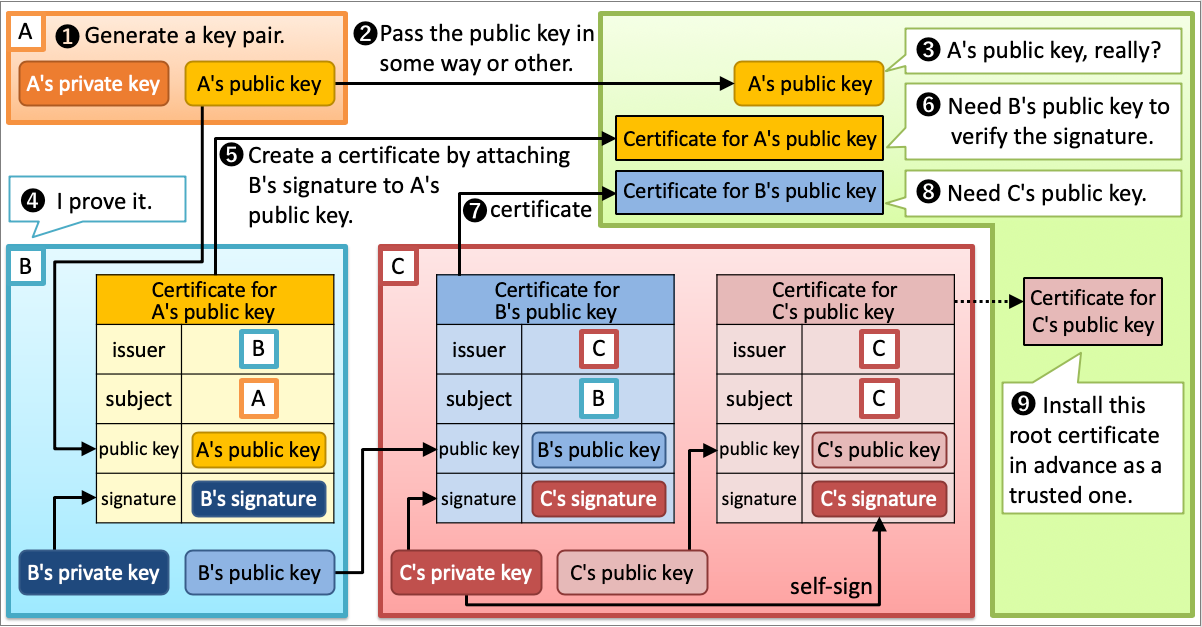 A
❶ Generate a key pair.
A's private key
A's public key
❷ Pass the public key in
some way or other.
A's public key
❸ A's public key, really?
Certificate for A's public key
❻ Need B's public key to
verify the signature.
Certificate for B's public key
❽ Need C's public key.
❹ I prove it.
❺ Create a certificate by attaching
B's signature to A's
public key.
❼ certificate
B
Certificate for
A's public key
issuer
B
subject
A
public key
A's public key
signature
B's signature
B's private key
B's public key
C
Certificate for
B's public key
issuer
C
subject
B
public key
B's public key
signature
C's signature
Certificate for
C's public key
issuer
C
subject
C
public key
C's public key
signature
C's signature
C's private key
C's public key
self-sign
Certificate for
C's public key
❾ Install this
root certificate
in advance as a
trusted one.